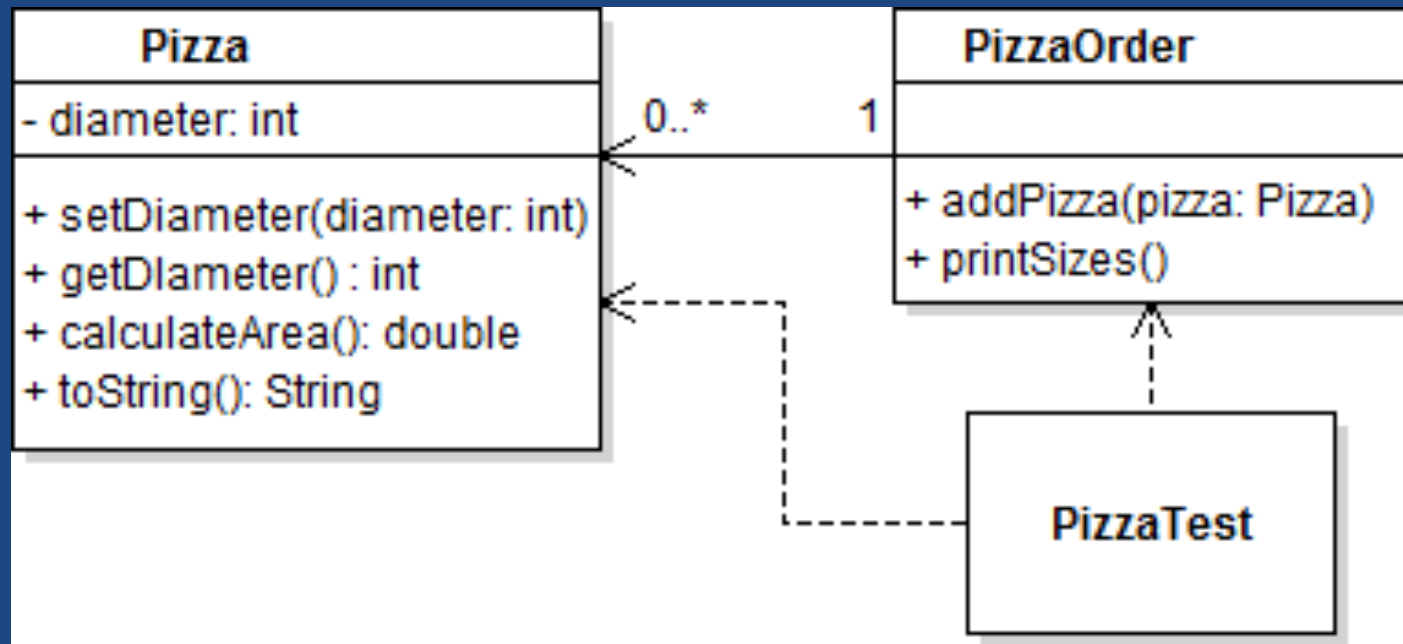 Pizza
- diameter: int
+ setDiameter(diameter: int)
+ getDIameter() : int
+ calculateArea(): double
+ toString(): String
0..*
1
PizzaOrder
+ addPizza(pizza: Pizza)
+ printSizes()
PizzaTest